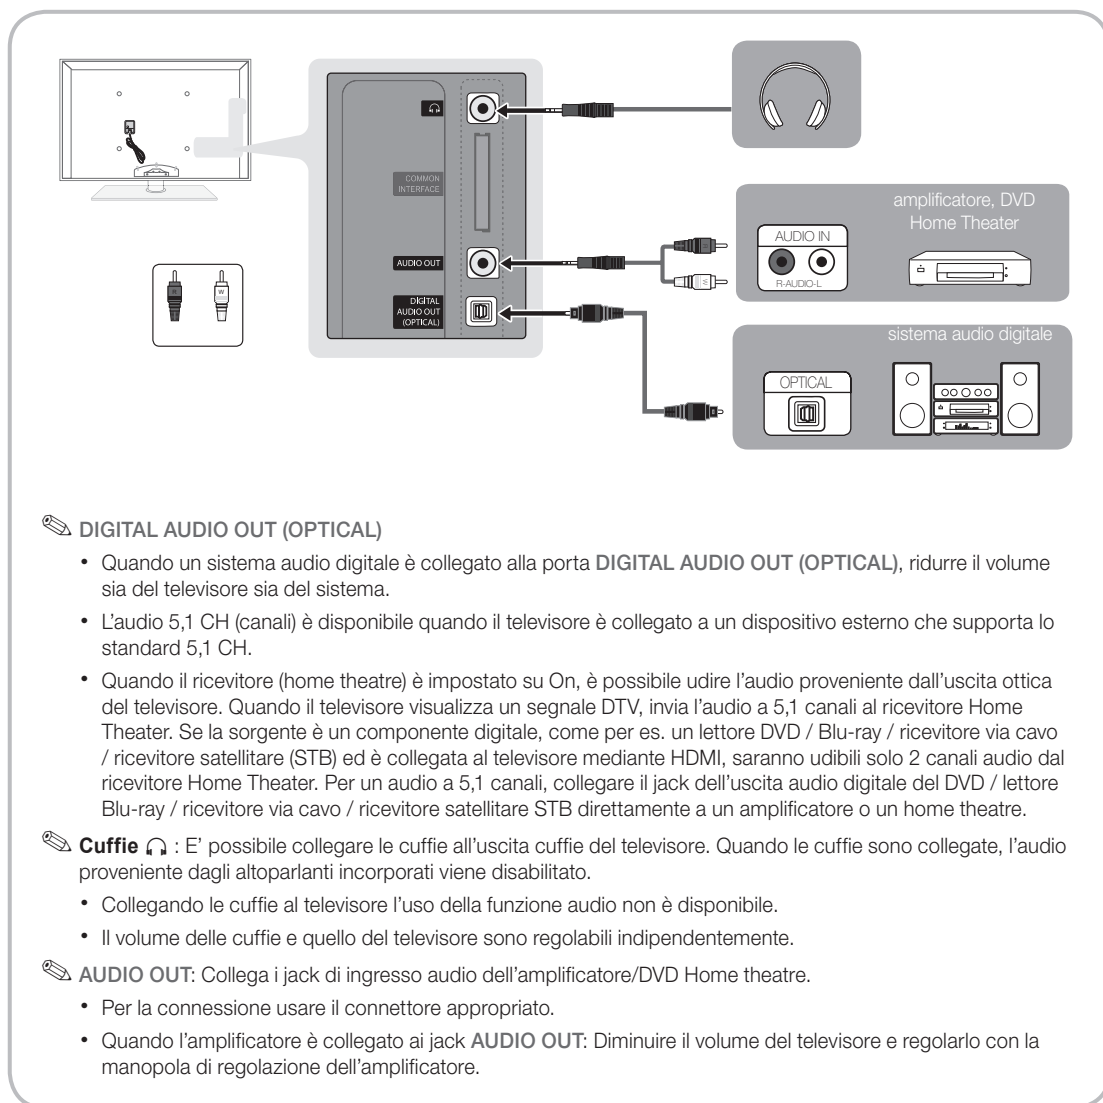 COMMON
INTERFACE
AUDIO OUT
DIGITAL
AUDIO OUT
(OPTICAL)
R
W
R
W
amplificatore, DVD
Home Theater
AUDIO IN
R-AUDIO-L
sistema audio digitale
OPTICAL
DIGITAL AUDIO OUT (OPTICAL)
• Quando un sistema audio digitale è collegato alla porta DIGITAL AUDIO OUT (OPTICAL), ridurre il volume
sia del televisore sia del sistema.
• L’audio 5,1 CH (canali) è disponibile quando il televisore è collegato a un dispositivo esterno che supporta lo
standard 5,1 CH.
• Quando il ricevitore (home theatre) è impostato su On, è possibile udire l’audio proveniente dall’uscita ottica
del televisore. Quando il televisore visualizza un segnale DTV, invia l’audio a 5,1 canali al ricevitore Home
Theater. Se la sorgente è un componente digitale, come per es. un lettore DVD / Blu-ray / ricevitore via cavo
/ ricevitore satellitare (STB) ed è collegata al televisore mediante HDMI, saranno udibili solo 2 canali audio dal
ricevitore Home Theater. Per un audio a 5,1 canali, collegare il jack dell’uscita audio digitale del DVD / lettore
Blu-ray / ricevitore via cavo / ricevitore satellitare STB direttamente a un amplificatore o un home theatre.
Cuffie : E’ possibile collegare le cuffie all’uscita cuffie del televisore. Quando le cuffie sono collegate, l’audio
proveniente dagli altoparlanti incorporati viene disabilitato.
• Collegando le cuffie al televisore l’uso della funzione audio non è disponibile.
• Il volume delle cuffie e quello del televisore sono regolabili indipendentemente.
AUDIO OUT: Collega i jack di ingresso audio dell’amplificatore/DVD Home theatre.
• Per la connessione usare il connettore appropriato.
• Quando l’amplificatore è collegato ai jack AUDIO OUT: Diminuire il volume del televisore e regolarlo con la
manopola di regolazione dell’amplificatore.